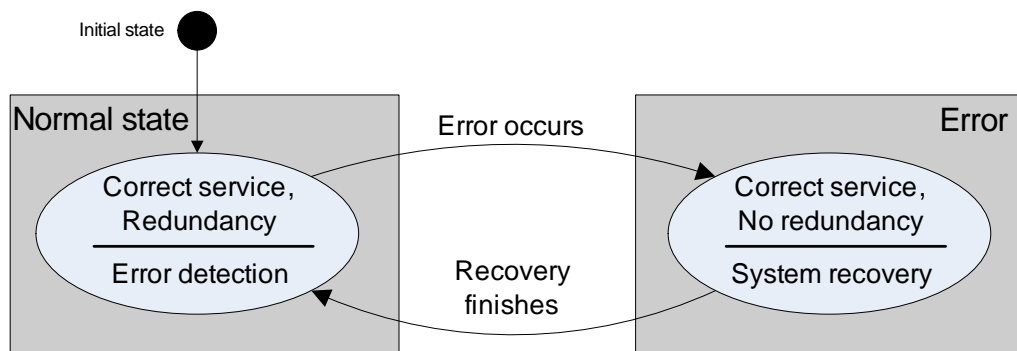 Initial state
Normal state
Error occurs
Error
Correct service,
Redundancy
Error detection
Correct service,
No redundancy
System recovery
Recovery
finishes